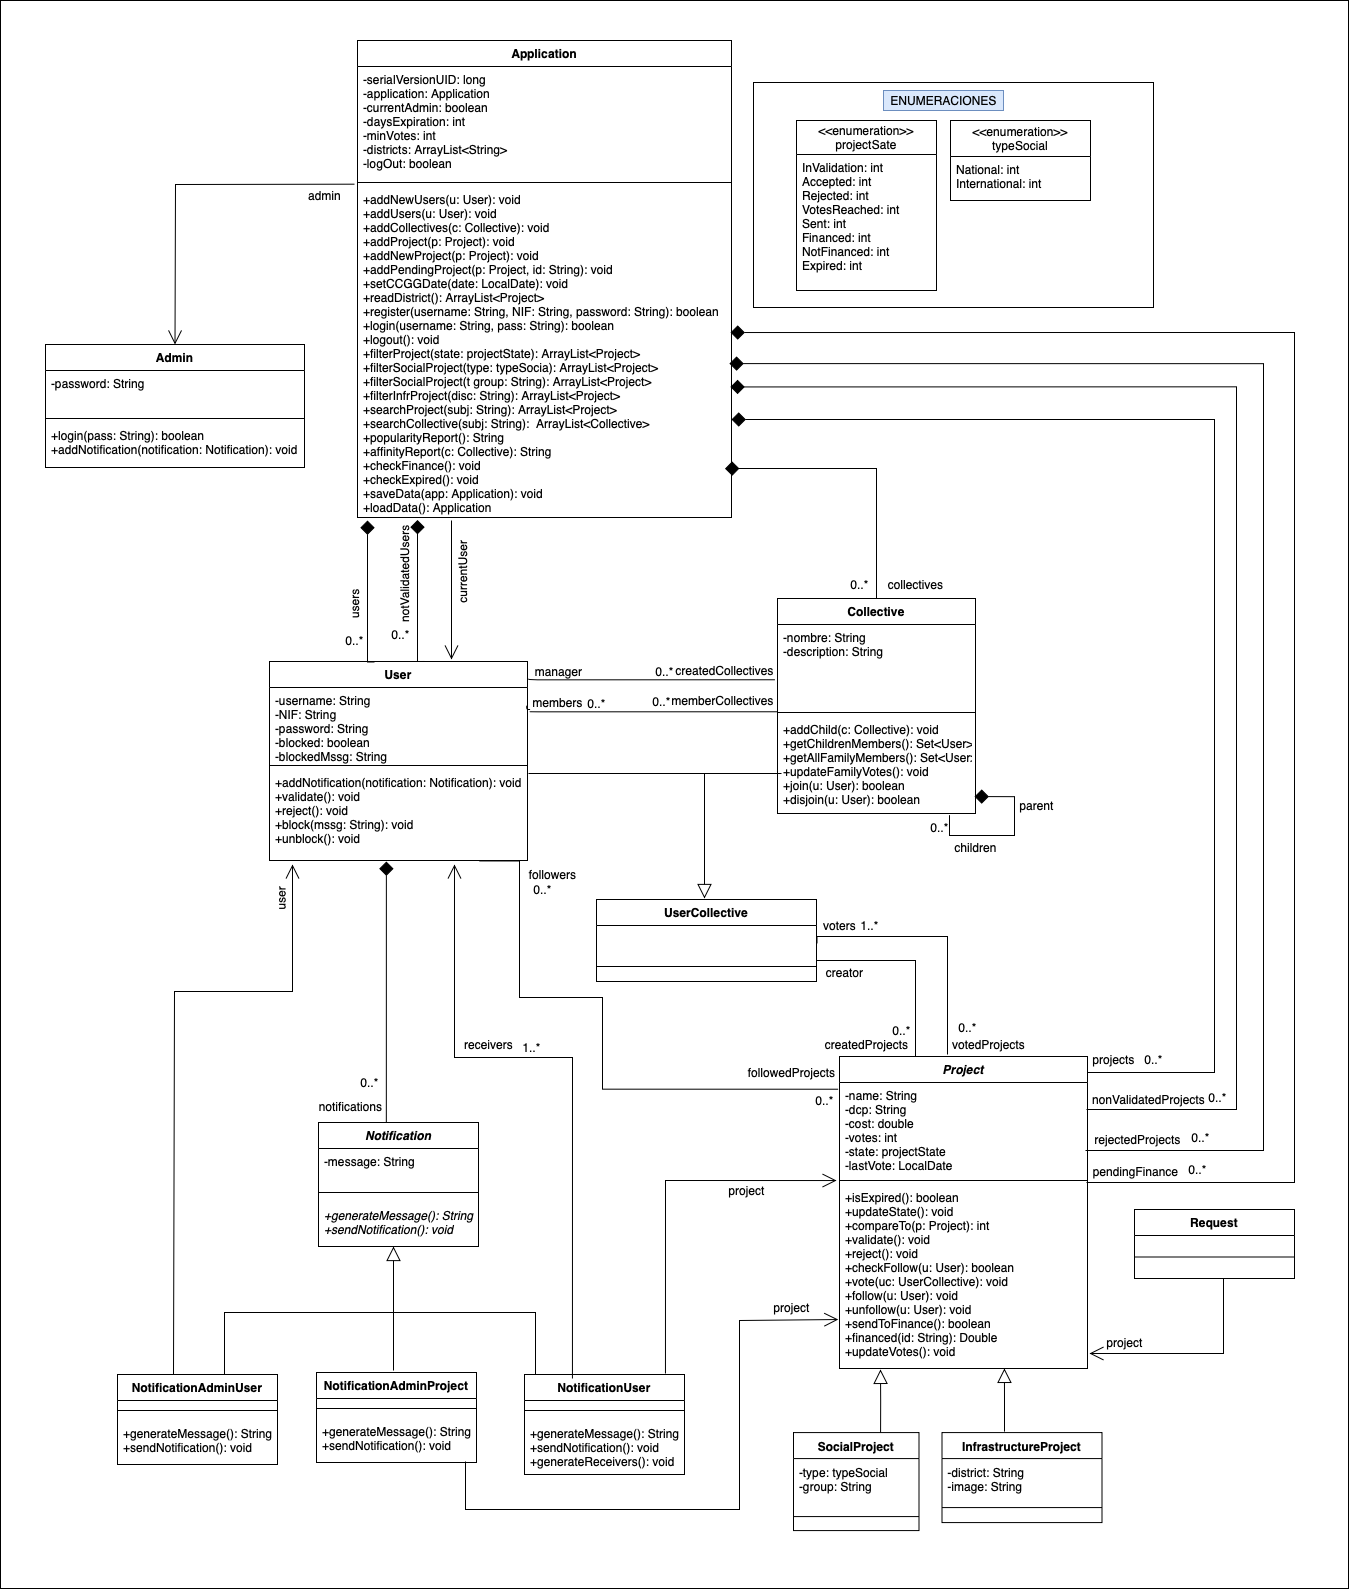 Application
-serialVersionUID: long
-application: Application
-currentAdmin: boolean
-daysExpiration: int
-minVotes: int
-districts: ArrayList<String>
-logOut: boolean
+addNewUsers(u: User): void
+addUsers(u: User): void
+addCollectives(c: Collective): void
+addProject(p: Project): void
+addNewProject(p: Project): void
+addPendingProject(p: Project, id: String): void
+setCCGGDate(date: LocalDate): void
+readDistrict(): ArrayList<Project>
+register(username: String, NIF: String, password: String): boolean
+login(username: String, pass: String): boolean
+logout(): void
+filterProject(state: projectState): ArrayList<Project>
+filterSocialProject(type: typeSocia): ArrayList<Project>
+filterSocialProject(t group: String): ArrayList<Project>
+filterInfrProject(disc: String): ArrayList<Project>
+searchProject(subj: String): ArrayList<Project>
+searchCollective(subj: String):  ArrayList<Collective>
+popularityReport(): String
+affinityReport(c: Collective): String
+checkFinance(): void
+checkExpired(): void
+saveData(app: Application): void
+loadData(): Application
ENUMERACIONES
<<enumeration>>
projectSate
InValidation: int
Accepted: int
Rejected: int
VotesReached: int
Sent: int
Financed: int
NotFinanced: int
Expired: int
<<enumeration>>
typeSocial
National: int
International: int
admin
Admin
-password: String
+login(pass: String): boolean
+addNotification(notification: Notification): void
users
0..*
notValidatedUsers
0..*
currentUser
0..*
collectives
Collective
-nombre: String
-description: String
+addChild(c: Collective): void
+getChildrenMembers(): Set<User>
+getAllFamilyMembers(): Set<User:
+updateFamilyVotes(): void
+join(u: User): boolean
+disjoin(u: User): boolean
parent
0..*
children
User
-username: String
-NIF: String
-password: String
-blocked: boolean
-blockedMssg: String
+addNotification(notification: Notification): void
+validate(): void
+reject(): void
+block(mssg: String): void
+unblock(): void
manager
0..* createdCollectives
members 0..*
0..* memberCollectives
user
followers
0..*
UserCollective
voters 1..*
creator
0..*
createdProjects
0..*
votedProjects
receivers 1..*
followedProjects
0..*
0..*
notifications
Notification
-message: String
+generateMessage(): String
+sendNotification(): void
Project
-name: String
-dcp: String
-cost: double
-votes: int
-state: projectState
-lastVote: LocalDate
+isExpired(): boolean
+updateState(): void
+compareTo(p: Project): int
+validate(): void
+reject(): void
+checkFollow(u: User): boolean
+vote(uc: UserCollective): void
+follow(u: User): void
+unfollow(u: User): void
+sendToFinance(): boolean
+financed(id: String): Double
+updateVotes(): void
projects 0..*
nonValidatedProjects 0..*
rejectedProjects 0..*
pendingFinance 0..*
project
project
Request
project
NotificationAdminUser
+generateMessage(): String
+sendNotification(): void
NotificationAdminProject
+generateMessage(): String
+sendNotification(): void
NotificationUser
+generateMessage(): String
+sendNotification(): void
+generateReceivers(): void
SocialProject
-type: typeSocial
-group: String
InfrastructureProject
-district: String
-image: String